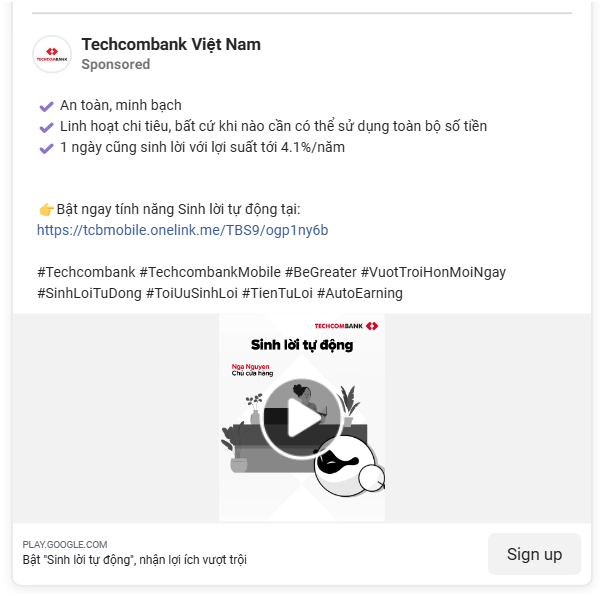 Techcombank Việt Nam
Sponsored
TECHCOMBANK
An toàn, minh bạch
Linh hoạt chi tiêu, bất cứ khi nào cần có thể sử dụng toàn bộ số tiền
1 ngày cũng sinh lời với lợi suất tới 4.1%/năm
👉Bật ngay tính năng Sinh lời tự động tại:
https://tcbmobile.onelink.me/TBS9/ogp1ny6b
#Techcombank #TechcombankMobile #BeGreater #VuotTroiHonMoiNgay
#SinhLoiTuDong #ToiUuSinhLoi #TienTuLoi #AutoEarning
TECHCOMBANK
Sinh lời tự động
Nga Nguyen
Chủ cửa hàng
PLAY.GOOGLE.COM
Bật "Sinh lời tự động", nhận lợi ích vượt trội
Sign up